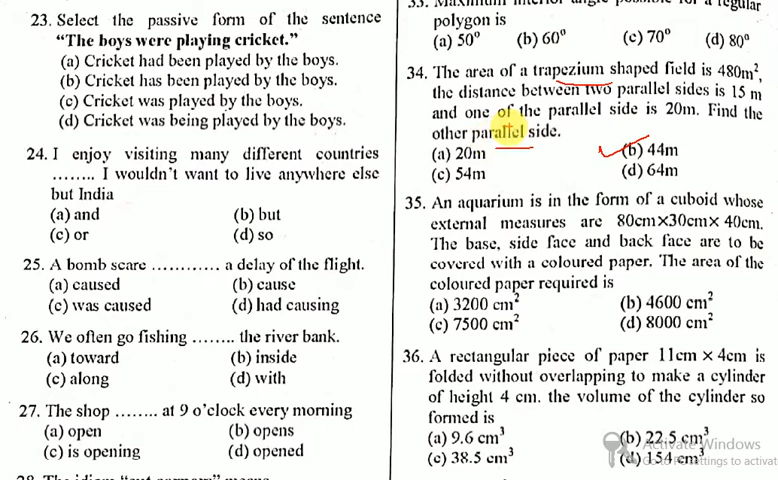 23. Select the passive form of the sentence
"The boys were playing cricket."
(a) Cricket had been played by the boys.
(b) Cricket has been played by the boys.
(c) Cricket was played by the boys.
(d) Cricket was being played by the boys.
24. I enjoy visiting many different countries
........ I wouldn't want to live anywhere else
but India
(a) and (b) but
(c) or (d) so
25. A bomb scare ............ a delay of the flight.
(a) caused (b) cause
(c) was caused (d) had causing
26. We often go fishing ........ the river bank.
(a) toward (b) inside
(c) along (d) with
27. The shop ........ at 9 o'clock every morning
(a) open (b) opens
(c) is opening (d) opened
polygon is
(a) 50° (b) 60° (c) 70° (d) 80°
34. The area of a trapezium shaped field is 480m², 
the distance between two parallel sides is 15 m
and one of the parallel side is 20m. Find the
other parallel side.
(a) 20m (b) 44m
(c) 54m (d) 64m
35. An aquarium is in the form of a cuboid whose
external measures are 80cm×30cm× 40cm.
The base, side face and back face are to be
covered with a coloured paper. The area of the
coloured paper required is
(a) 3200 cm² (b) 4600 cm²
(c) 7500 cm² (d) 8000 cm²
36. A rectangular piece of paper 11cm × 4cm is
folded without overlapping to make a cylinder
of height 4 cm. the volume of the cylinder so
formed is
(a) 9.6 cm³ (b) 22.5 cm³
(c) 38.5 cm³ (d) 154 cm³
Activate Windows
Go to PC settings to activat